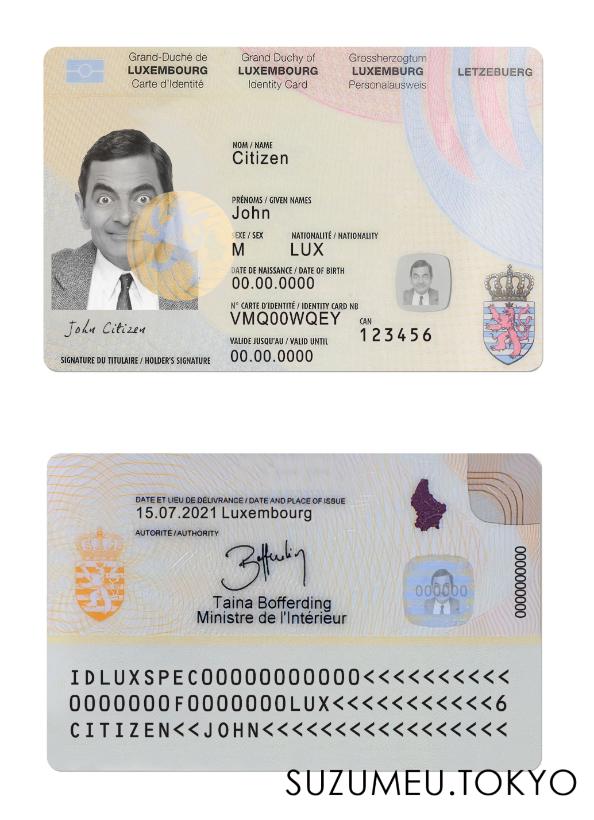 Grand-Duché de
LUXEMBOURG
Carte d'Identité
Grand Duchy of
LUXEMBOURG
Identity Card
Grossherzogtum
LUXEMBURG
Personalausweis
LETZEBUERG
NOM / NAME
Citizen
PRÉNOMS / GIVEN NAMES
John
SEXE / SEX NATIONALITÉ / NATIONALITY
M LUX
DATE DE NAISSANCE / DATE OF BIRTH
00.00.0000
N° CARTE D'IDENTITÉ / IDENTITY CARD NB
VMQ00WQEY
CAN
123456
VALIDE JUSQU'AU / VALID UNTIL
00.00.0000
John Citizen
SIGNATURE DU TITULAIRE / HOLDER'S SIGNATURE
DATE ET LIEU DE DÉLIVRANCE / DATE AND PLACE OF ISSUE
15.07.2021 Luxembourg
AUTORITÉ / AUTHORITY
Bofferding
Taina Bofferding
Ministre de l'Intérieur
000000
0000000000
IDLUXSPEC00000000000<<<<<<<<<<
0000000F0000000LUX<<<<<<<<<<<6
CITIZEN<<JOHN<<<<<<<<<<<<<<<<<
SUZUMEU.TOKYO